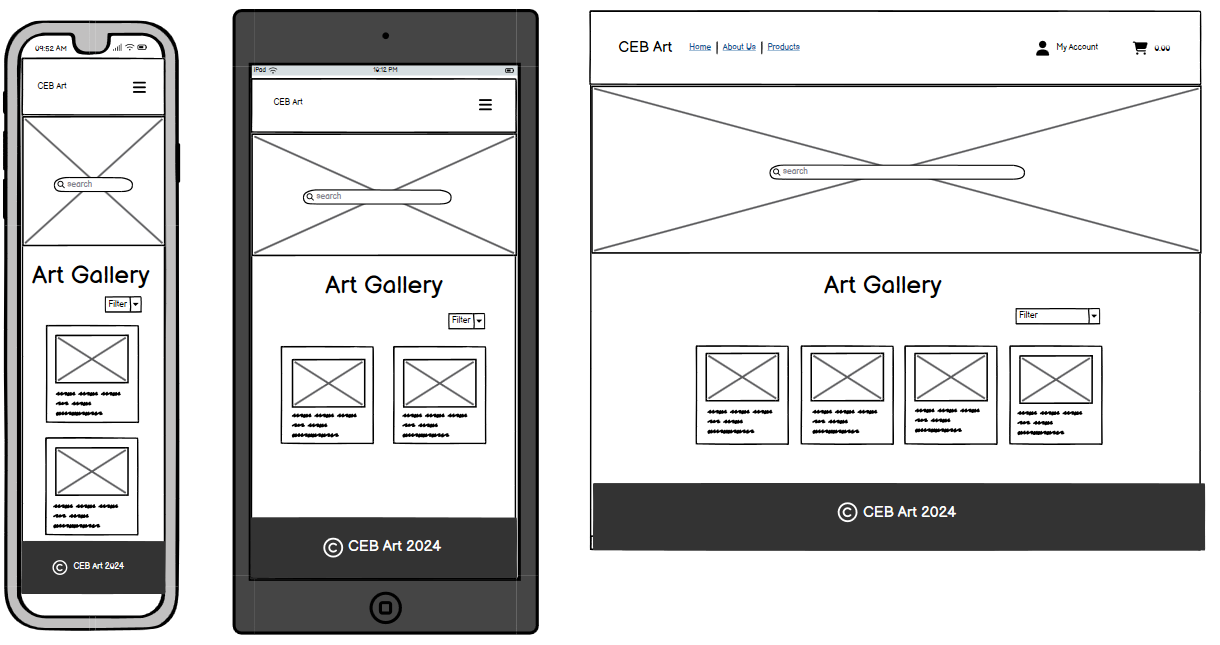 09:52 AM
CEB Art
search
Art Gallery
Filter
© CEB Art 2024
iPad
10:12 PM
CEB Art
search
Art Gallery
Filter
© CEB Art 2024
CEB Art Home | About Us | Products My Account 0.00
search
Art Gallery
Filter
© CEB Art 2024